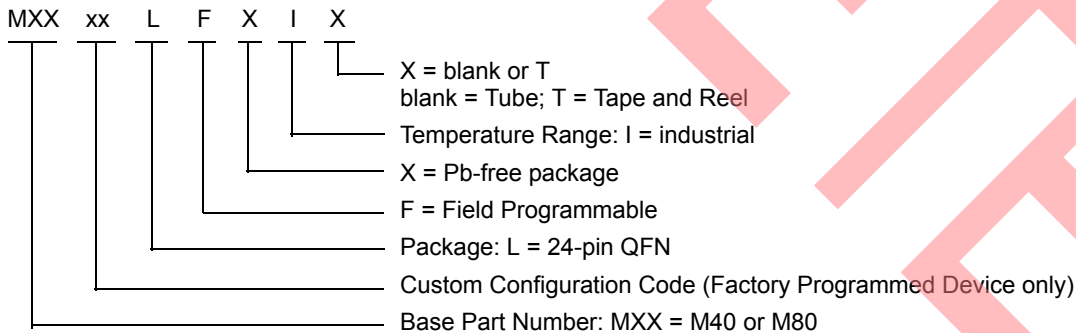 MXX xx L F X I X
X = blank or T
blank = Tube; T = Tape and Reel
Temperature Range: I = industrial
X = Pb-free package
F = Field Programmable
Package: L = 24-pin QFN
Custom Configuration Code (Factory Programmed Device only)
Base Part Number: MXX = M40 or M80